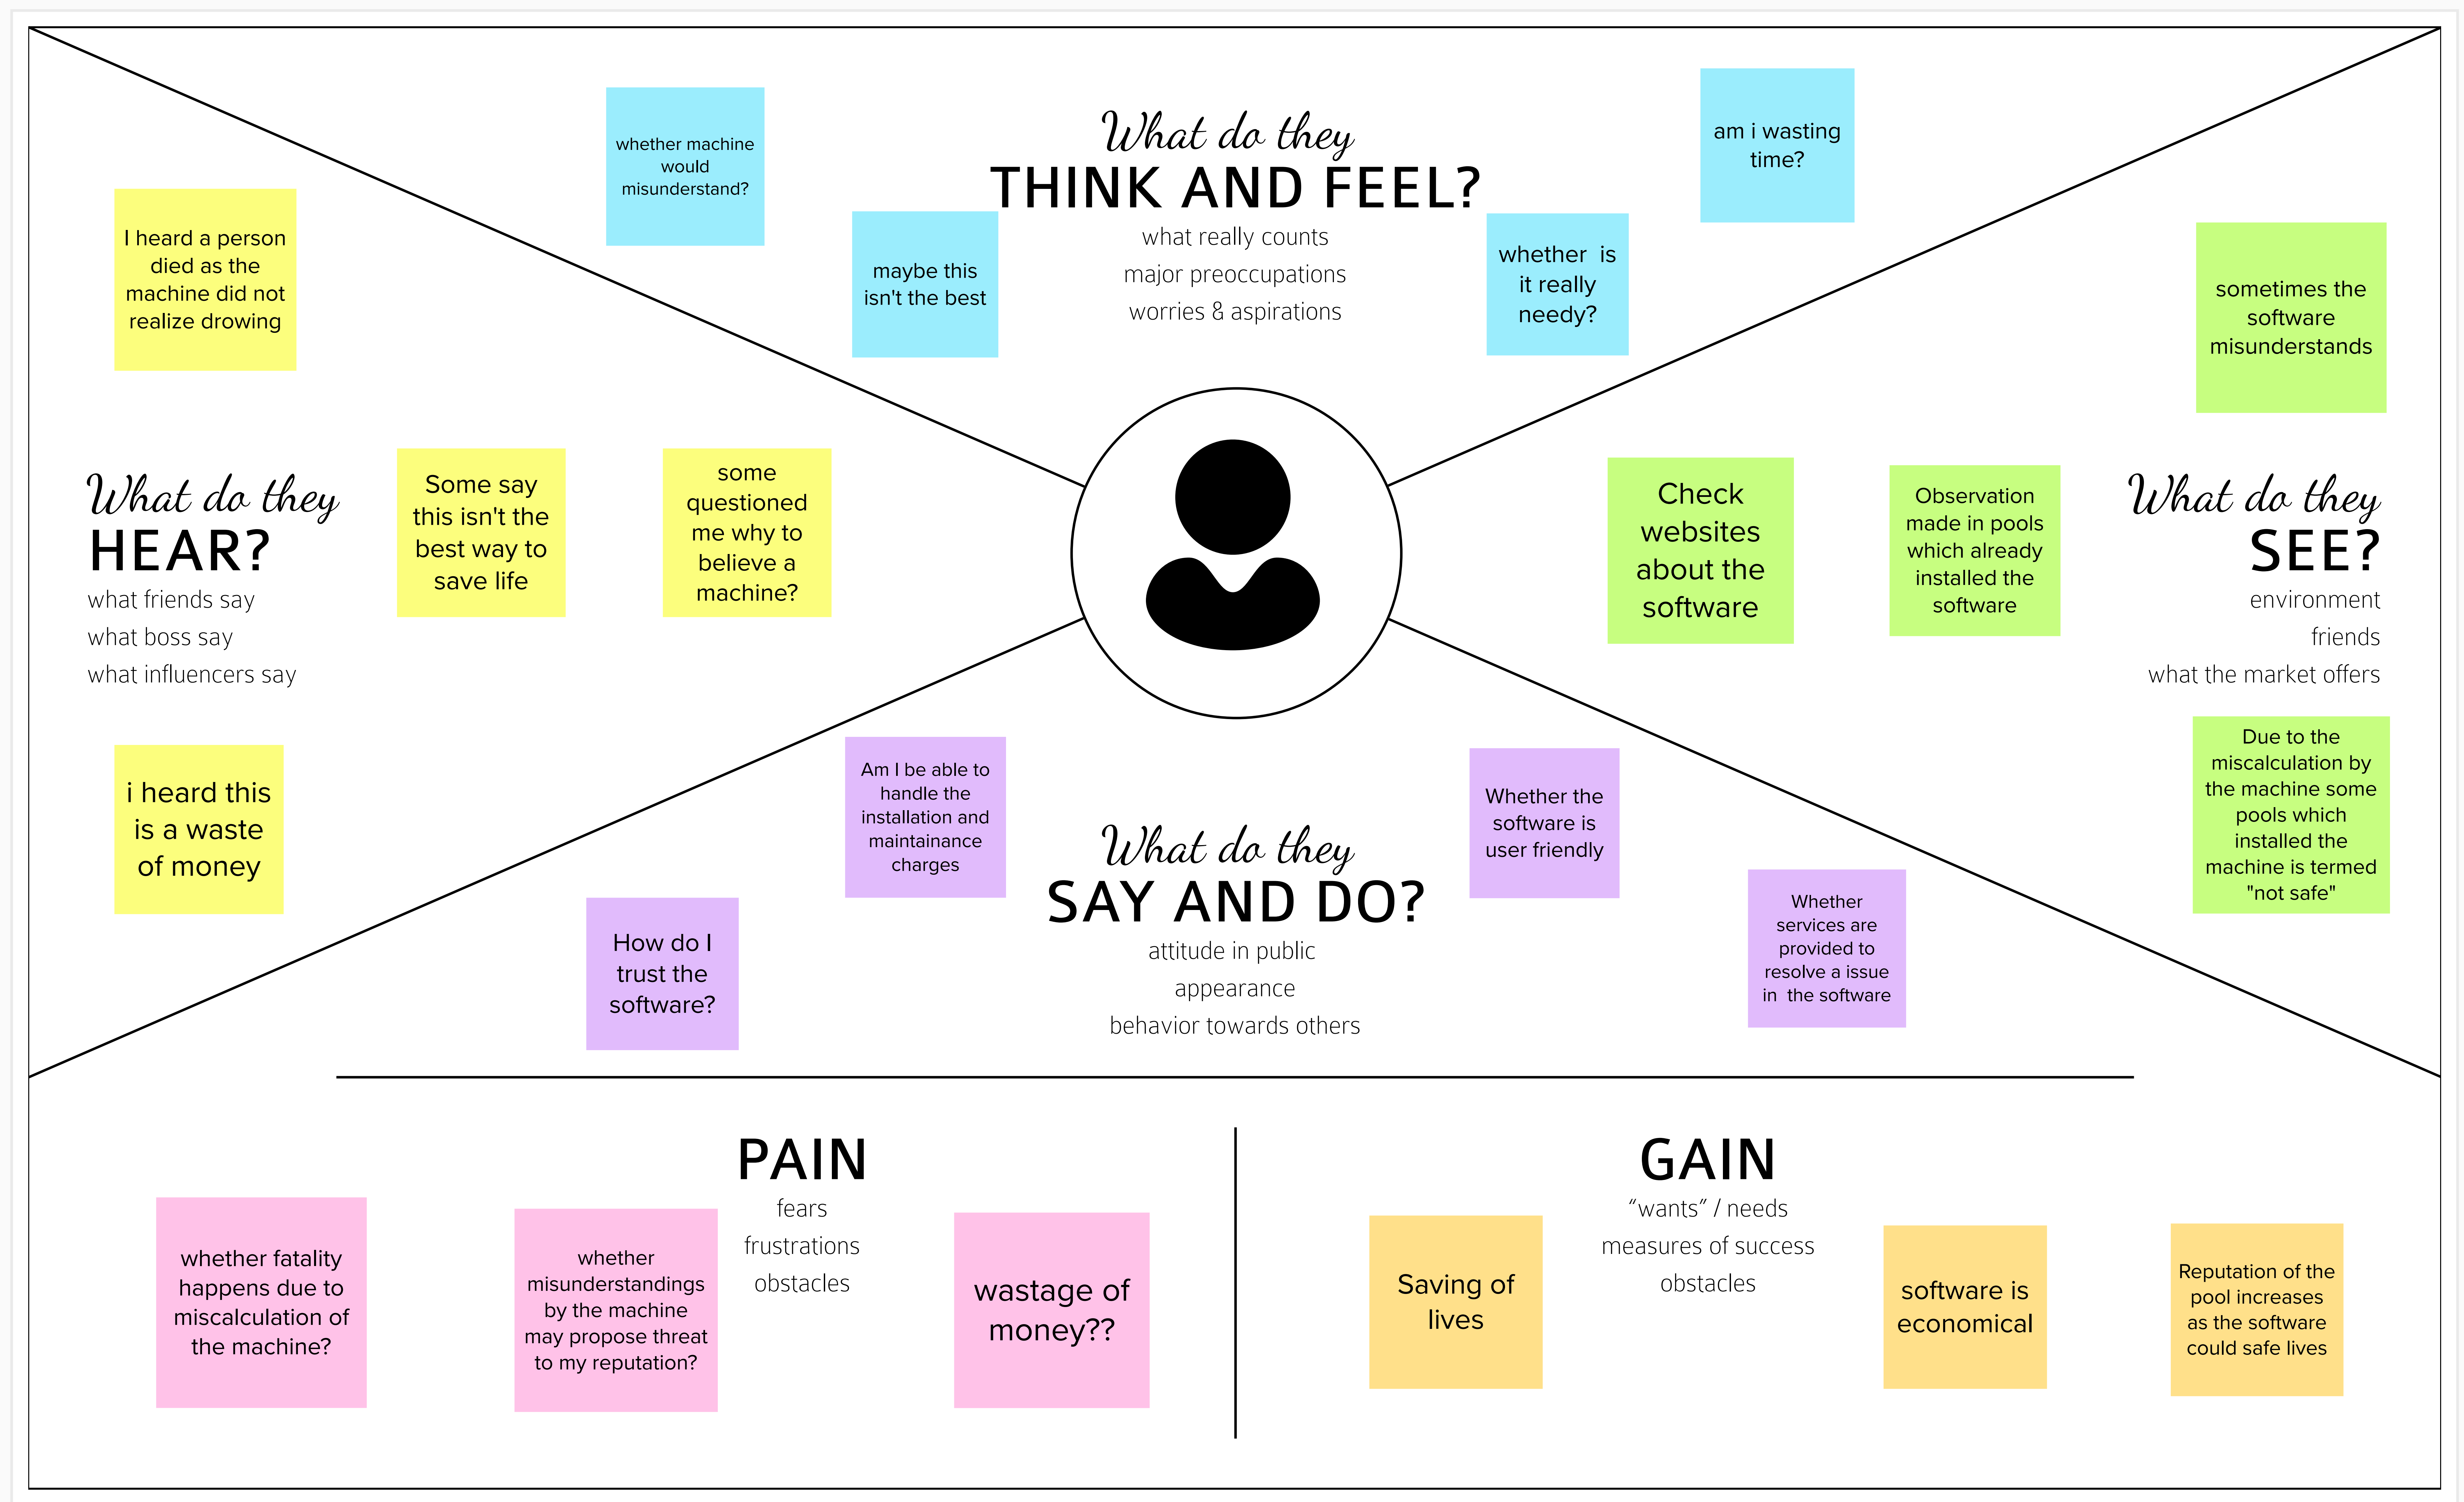 What do they
THINK AND FEEL?
what really counts
major preoccupations
worries & aspirations
whether machine
would
misunderstand?
maybe this
isn't the best
whether  is
it really
needy?
am i wasting
time?
What do they
HEAR?
what friends say
what boss say
what influencers say
I heard a person
died as the
machine did not
realize drowing
Some say
this isn't the
best way to
save life
some
questioned
me why to
believe a
machine?
i heard this
is a waste
of money
What do they
SEE?
environment
friends
what the market offers
sometimes the
software
misunderstands
Check
websites
about the
software
Observation
made in pools
which already
installed the
software
Due to the
miscalculation by
the machine some
pools which
installed the
machine is termed
"not safe"
What do they
SAY AND DO?
attitude in public
appearance
behavior towards others
Am I be able to
handle the
installation and
maintainance
charges
How do I
trust the
software?
Whether the
software is
user friendly
Whether
services are
provided to
resolve a issue
in  the software
PAIN
fears
frustrations
obstacles
whether fatality
happens due to
miscalculation of
the machine?
whether
misunderstandings
by the machine
may propose threat
to my reputation?
wastage of
money??
GAIN
“wants” / needs
measures of success
obstacles
Saving of
lives
software is
economical
Reputation of the
pool increases
as the software
could safe lives